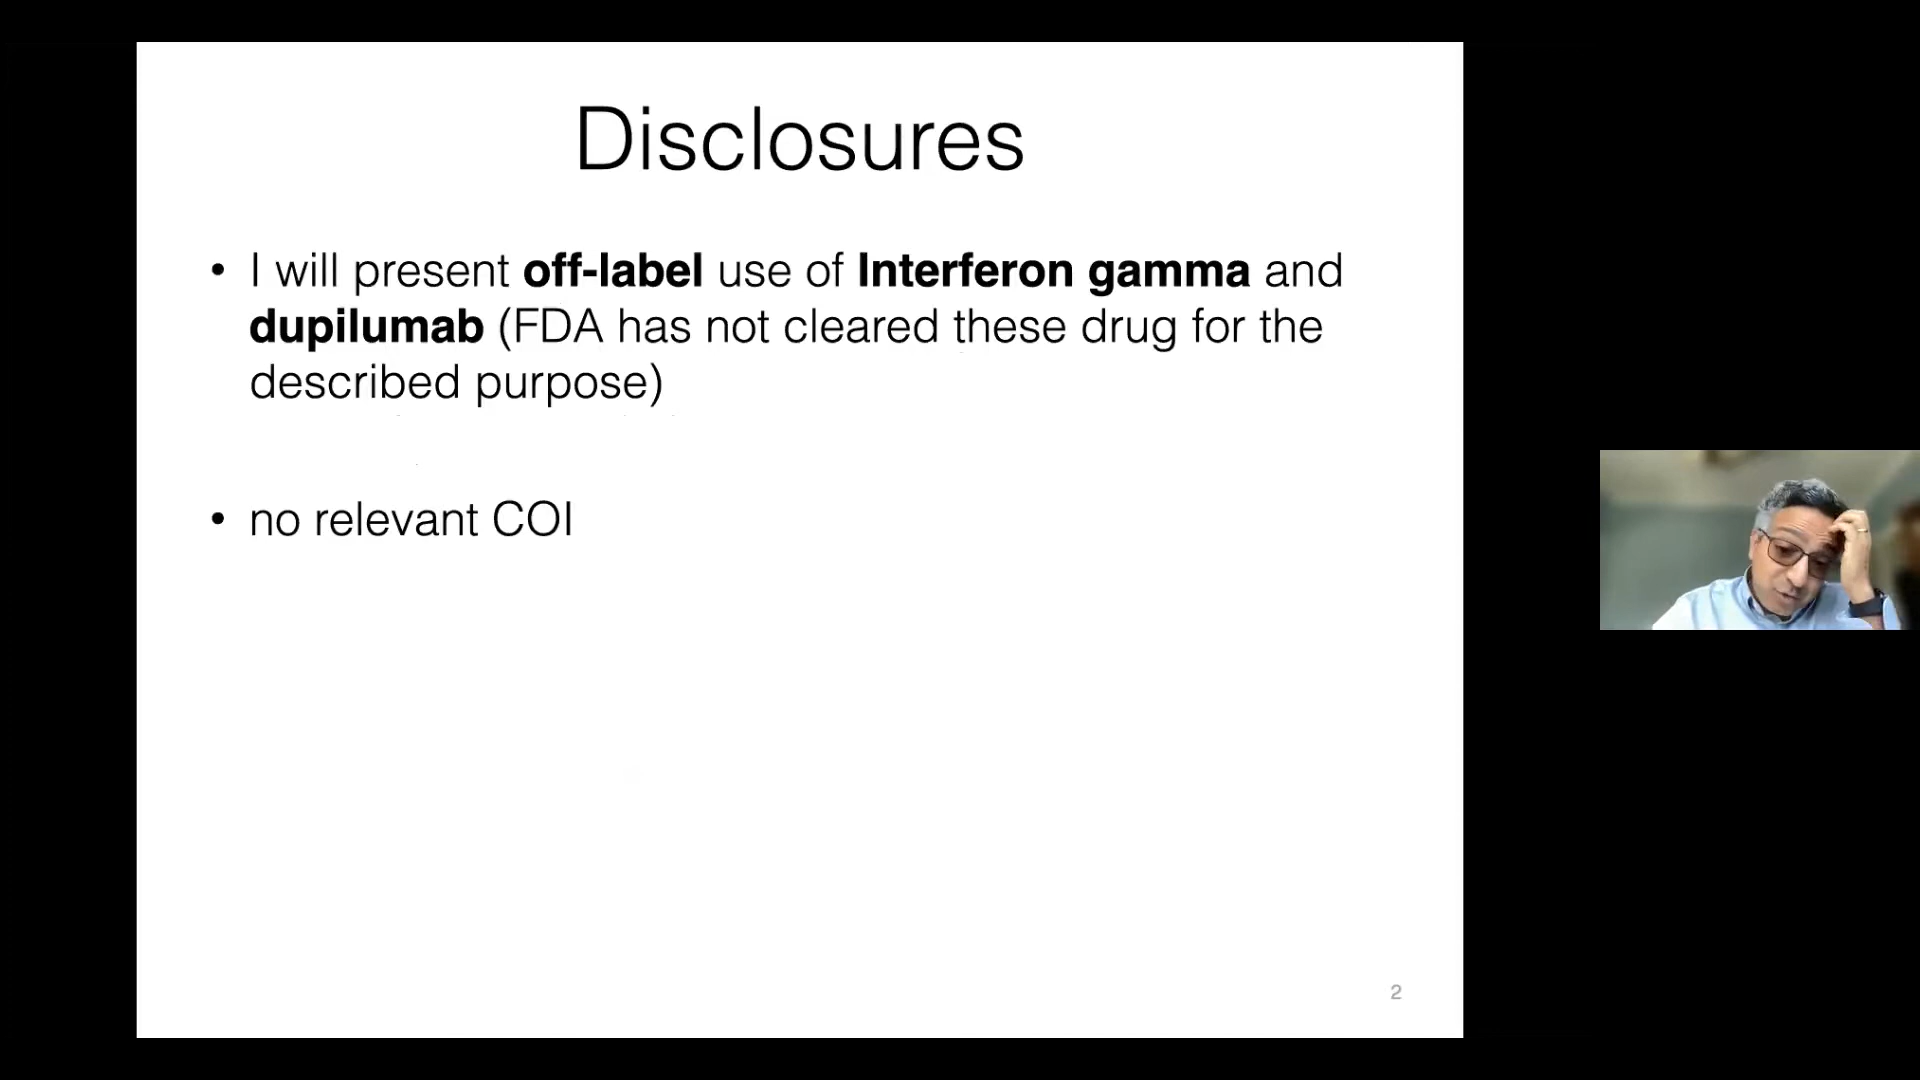 Disclosures
• I will present off-label use of Interferon gamma and
dupilumab (FDA has not cleared these drug for the
described purpose)
• no relevant COI
2